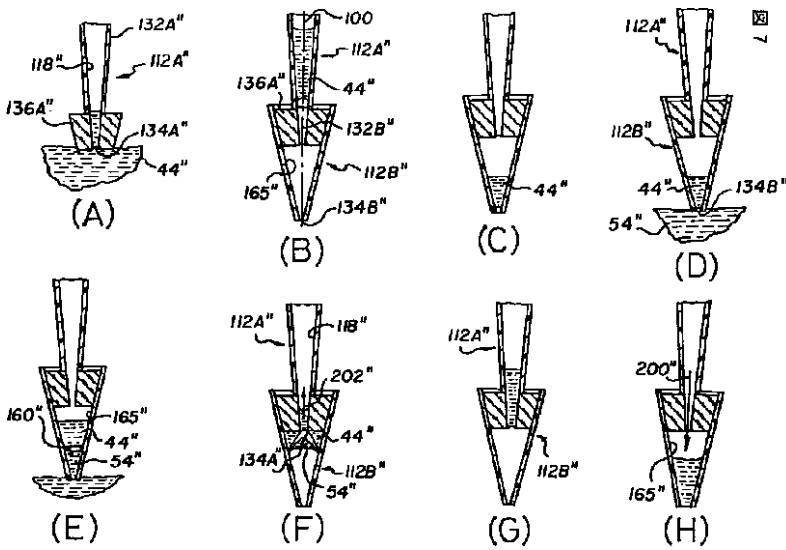 図7
132A"
118"
112A"
136A"
134A"
44"
(A)
100
112A"
136A"
44"
132B"
112B"
165"
134B"
(B)
44"
(C)
112A"
112B"
44"
134B"
54"
(D)
160"
165"
44"
54"
(E)
112A"
118"
202"
44"
134A"
112B"
54"
(F)
112A"
112B"
(G)
200"
165"
(H)